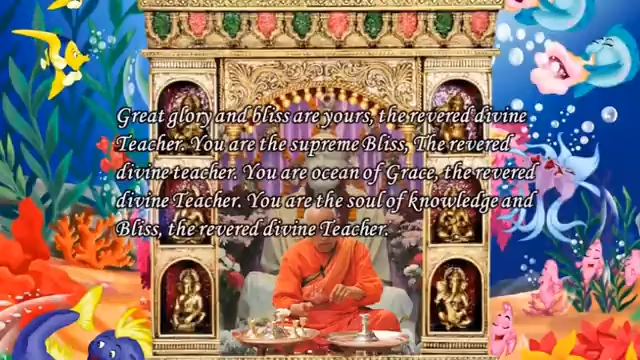 Great glory and bliss are yours, the revered divine
Teacher. You are the supreme Bliss, The revered
divine teacher. You are ocean of Grace, the revered
divine Teacher. You are the soul of knowledge and
Bliss, the revered divine Teacher.